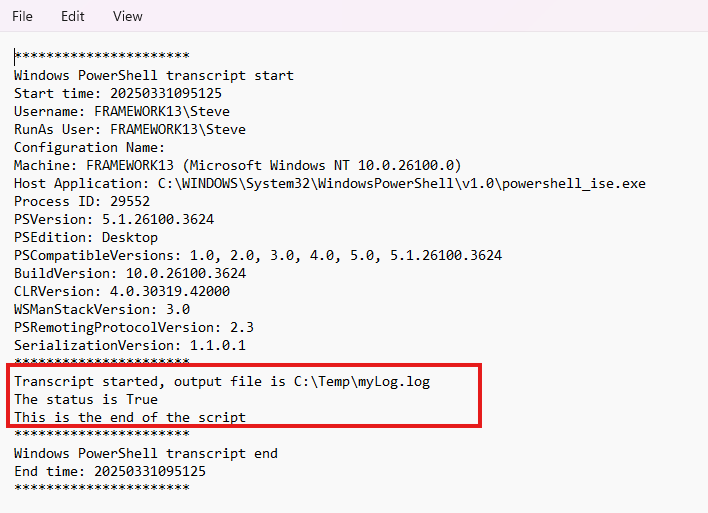 File Edit View
**********************
Windows PowerShell transcript start
Start time: 20250331095125
Username: FRAMEWORK13\Steve
RunAs User: FRAMEWORK13\Steve
Configuration Name:
Machine: FRAMEWORK13 (Microsoft Windows NT 10.0.26100.0)
Host Application: C:\WINDOWS\System32\WindowsPowerShell\v1.0\powershell_ise.exe
Process ID: 29552
PSVersion: 5.1.26100.3624
PSEdition: Desktop
PSCompatibleVersions: 1.0, 2.0, 3.0, 4.0, 5.0, 5.1.26100.3624
BuildVersion: 10.0.26100.3624
CLRVersion: 4.0.30319.42000
WSManStackVersion: 3.0
PSRemotingProtocolVersion: 2.3
SerializationVersion: 1.1.0.1
**********************
Transcript started, output file is C:\Temp\myLog.log
The status is True
This is the end of the script
**********************
Windows PowerShell transcript end
End time: 20250331095125
**********************